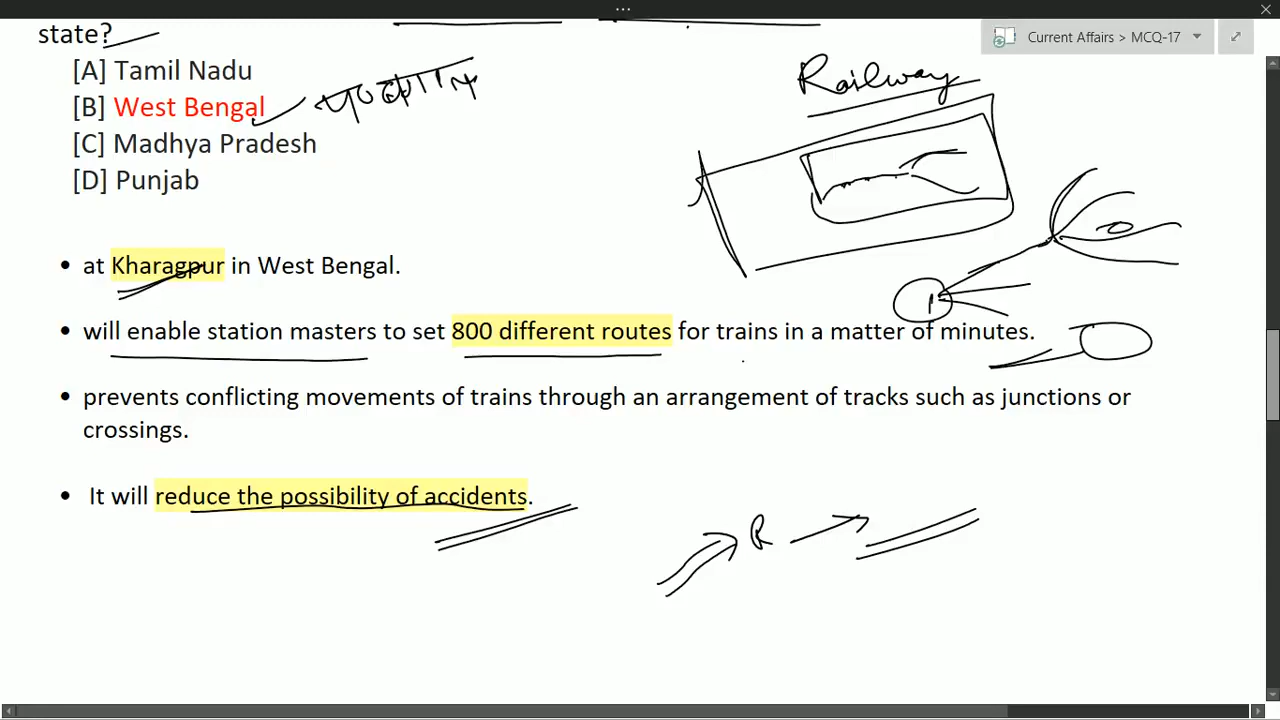 state?
[A] Tamil Nadu
[B] West Bengal
[C] Madhya Pradesh
[D] Punjab
Current Affairs > MCQ-17
Railway
• at Kharagpur in West Bengal.
• will enable station masters to set 800 different routes for trains in a matter of minutes.
• prevents conflicting movements of trains through an arrangement of tracks such as junctions or
crossings.
• It will reduce the possibility of accidents.
R